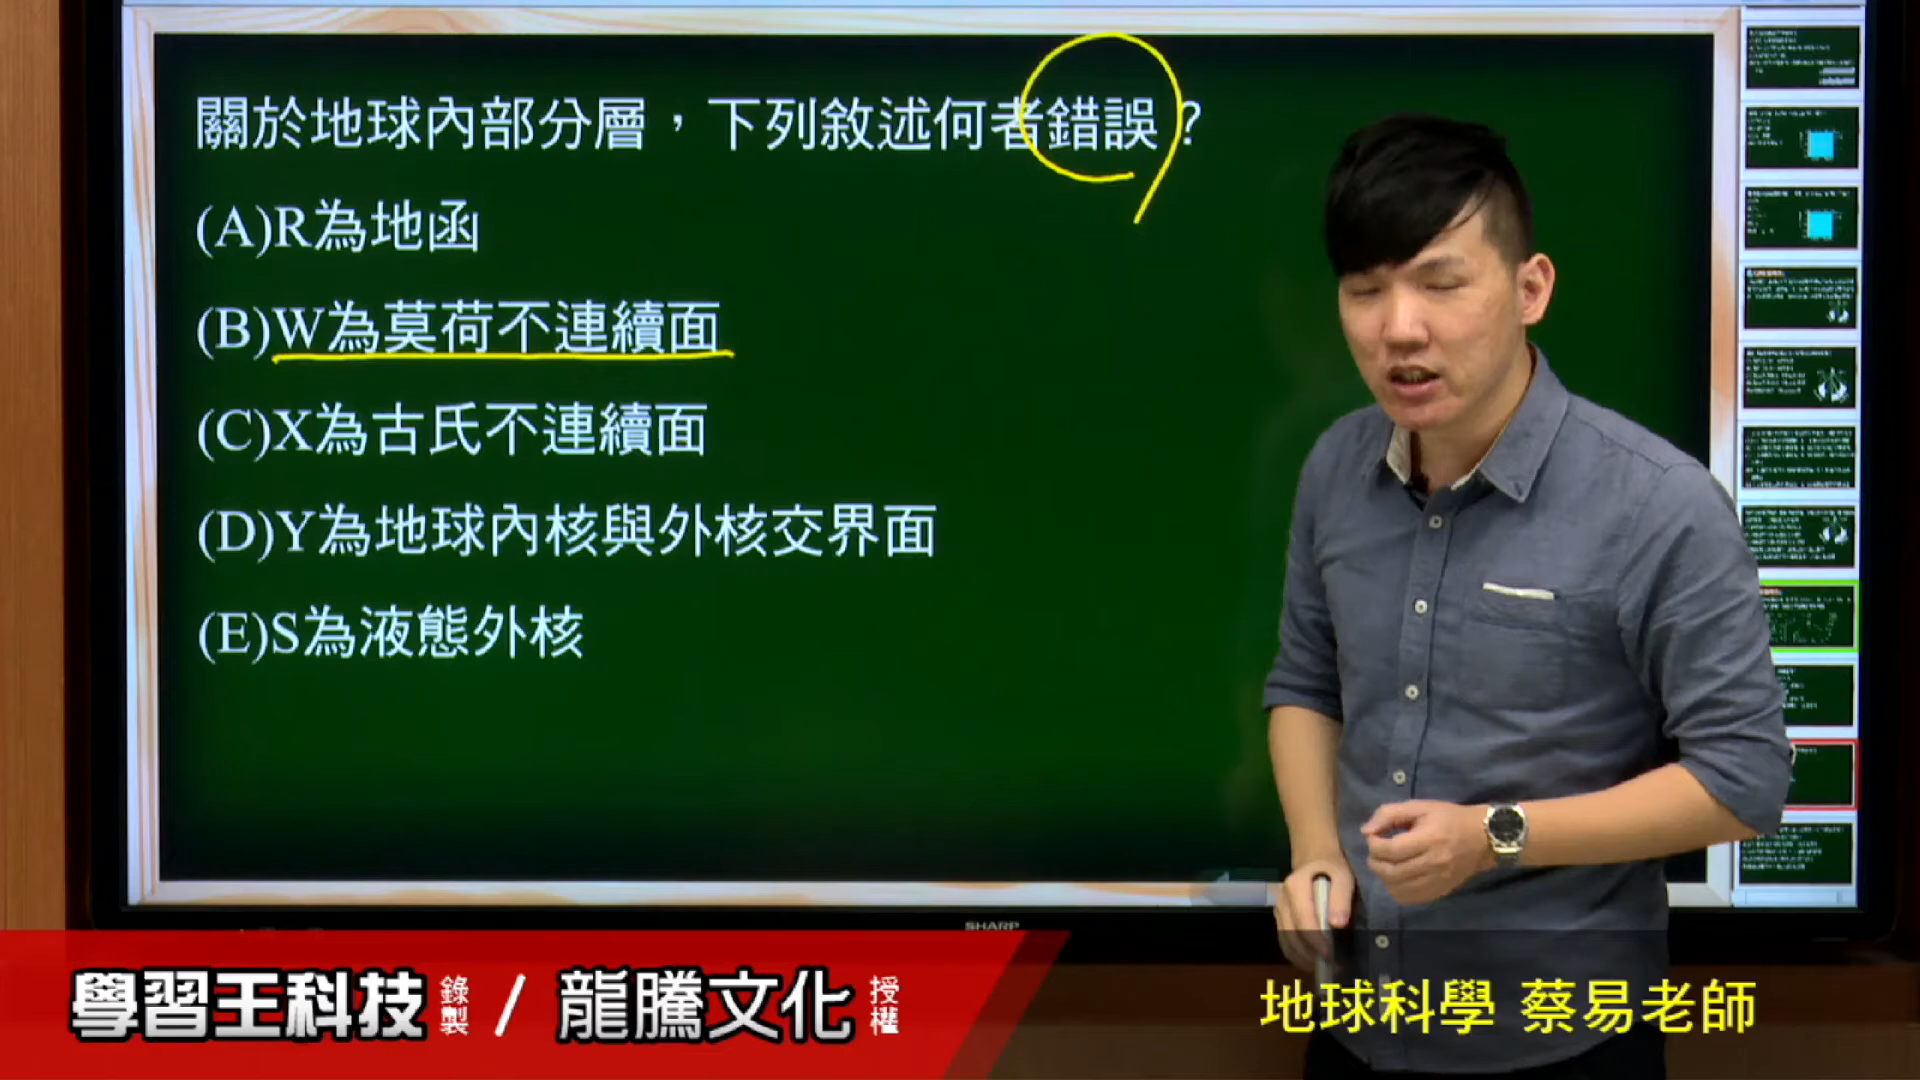 關於地球內部分層，下列敘述何者錯誤？
(A)R為地函
(B)W為莫荷不連續面
(C)X為古氏不連續面
(D)Y為地球內核與外核交界面
(E)S為液態外核
SHARP
學習王科技 錄製 / 龍騰文化 授權
地球科學 蔡易老師